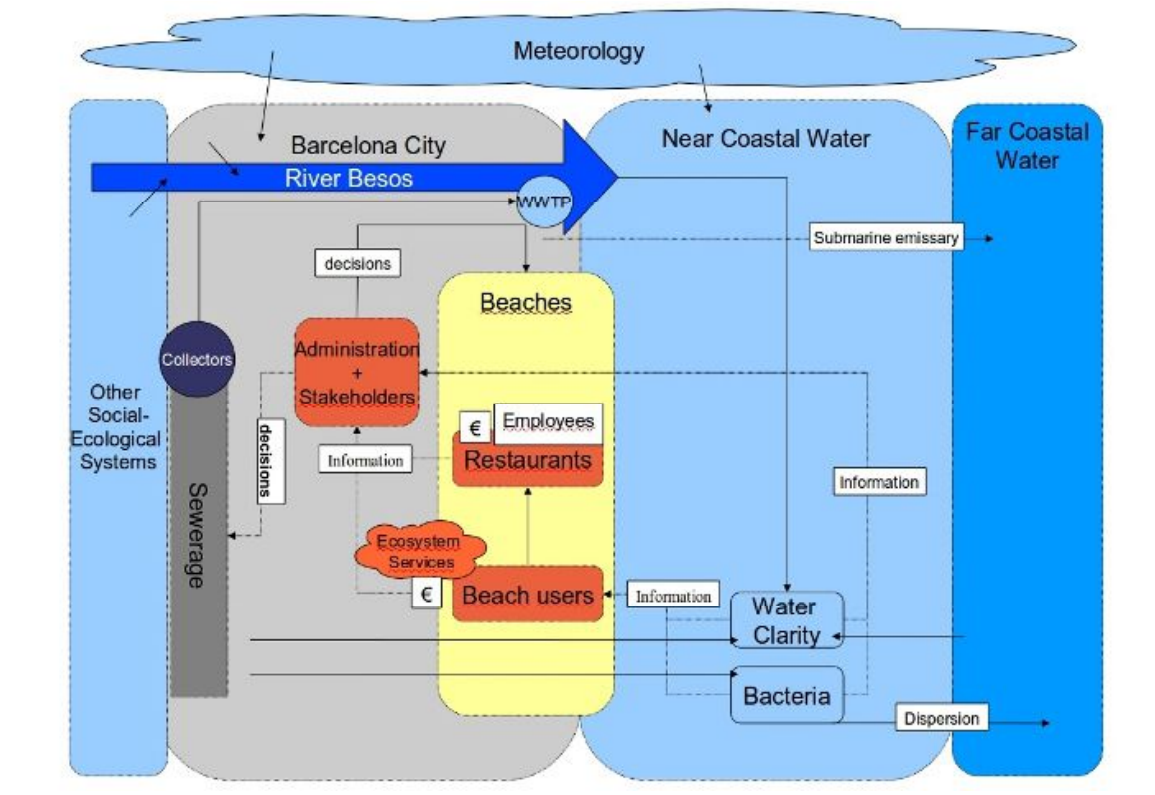 Meteorology
Barcelona City
Near Coastal Water
Far Coastal
Water
River Besos
WWTP
Submarine emissary
decisions
Beaches
Collectors
Administration
+
Stakeholders
Other
Social-
Ecological
Systems
decisions
€
Employees
Restaurants
Information
Information
Sewerage
Ecosystem
Services
€
Beach users
Information
Water
Clarity
Bacteria
Dispersion